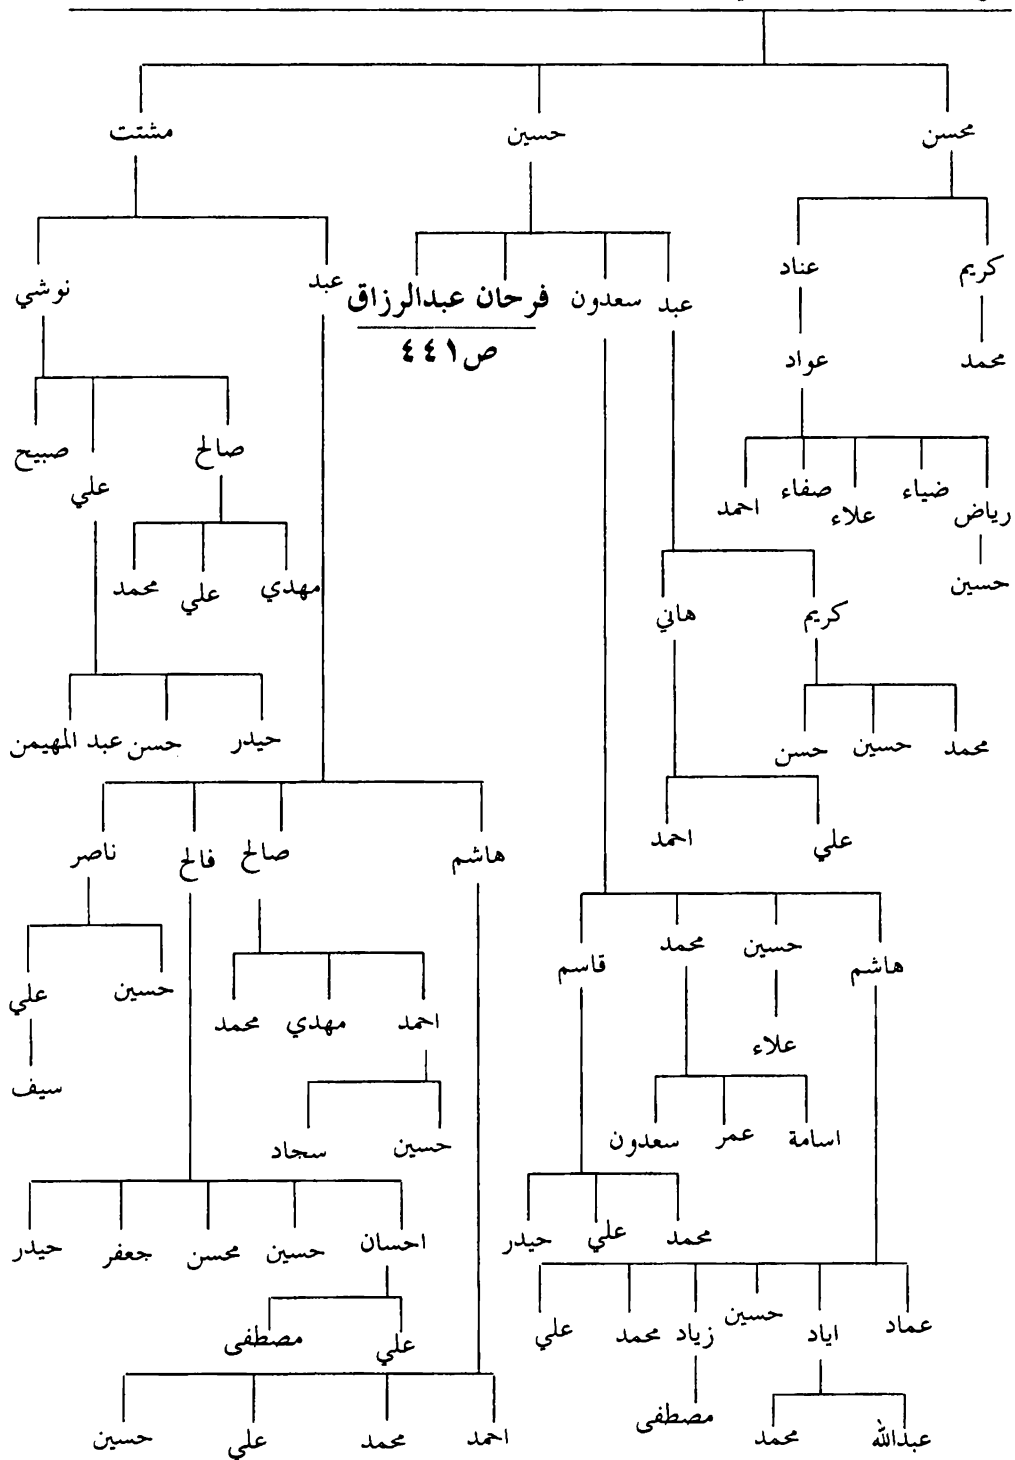 محسن حسين مشتت
كريم عناد عبد سعدون فرحان عبدالرزاق عبد نوشي
ص٤٤١
محمد عواد
رياض ضياء علاء صفاء احمد
صالح علي صبيح
حسين
مهدي علي محمد
كريم هاني
محمد حسين حسن
حيدر حسن عبد المهيمن
علي احمد
هاشم صالح فالح ناصر
هاشم حسين محمد قاسم
حسين علي
احمد مهدي محمد
علاء
سيف
اسامة عمر سعدون
حسين سجاد
محمد علي حيدر
احسان حسين محسن جعفر حيدر
عماد اياد حسين زياد محمد علي
علي مصطفى
مصطفى
عبدالله محمد
احمد محمد علي حسين